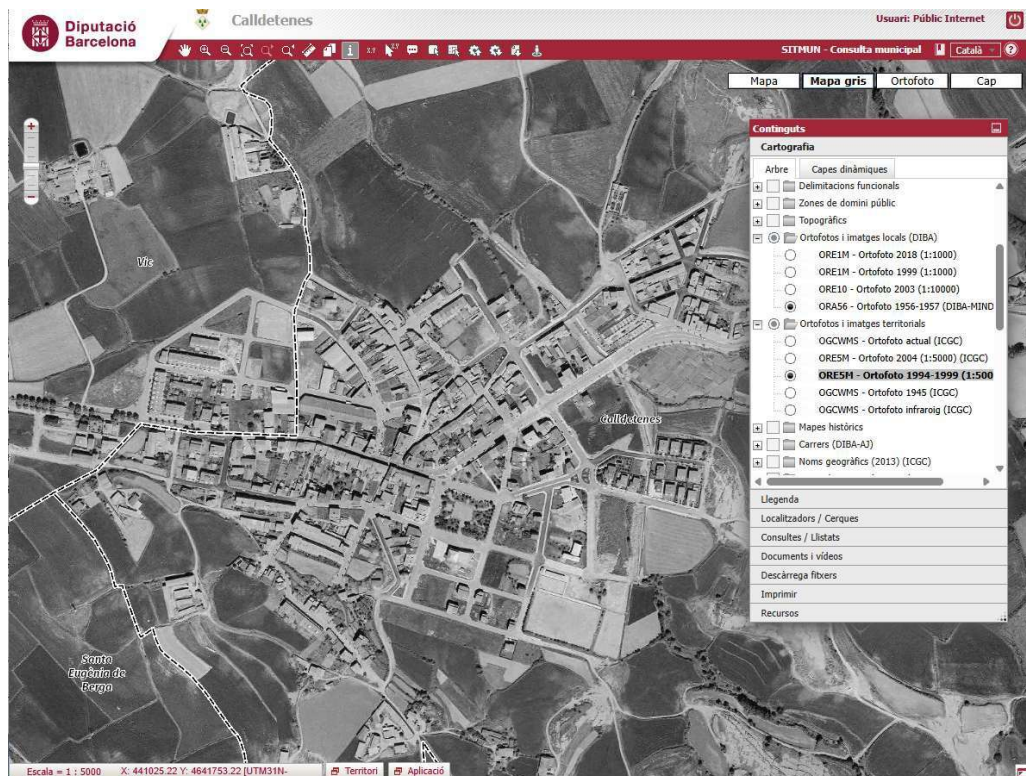 Diputació
Barcelona
Calldetenes
Usuari: Públic Internet
SITMUN - Consulta municipal
Català
i
X,Y
X,Y
Mapa
Mapa gris
Ortofoto
Cap
Continguts
Cartografia
Arbre
Capes dinàmiques
Delimitacions funcionals
Zones de domini públic
Topogràfics
Ortofotos i imatges locals (DIBA)
ORE1M - Ortofoto 2018 (1:1000)
ORE1M - Ortofoto 1999 (1:1000)
ORE10 - Ortofoto 2003 (1:10000)
ORA56 - Ortofoto 1956-1957 (DIBA-MIND
Ortofotos i imatges territorials
OGCWMS - Ortofoto actual (ICGC)
ORE5M - Ortofoto 2004 (1:5000) (ICGC)
ORE5M - Ortofoto 1994-1999 (1:500
OGCWMS - Ortofoto 1945 (ICGC)
OGCWMS - Ortofoto infraroig (ICGC)
Mapes històrics
Carrers (DIBA-AJ)
Noms geogràfics (2013) (ICGC)
Llegenda
Localitzadors / Cerques
Consultes / Llistats
Documents i vídeos
Descàrrega fitxers
Imprimir
Recursos
Vic
Calldetenes
Santa
Eugènia de
Berga
Escala = 1 : 5000
X: 441025.22 Y: 4641753.22 [UTM31N-
Territori
Aplicació